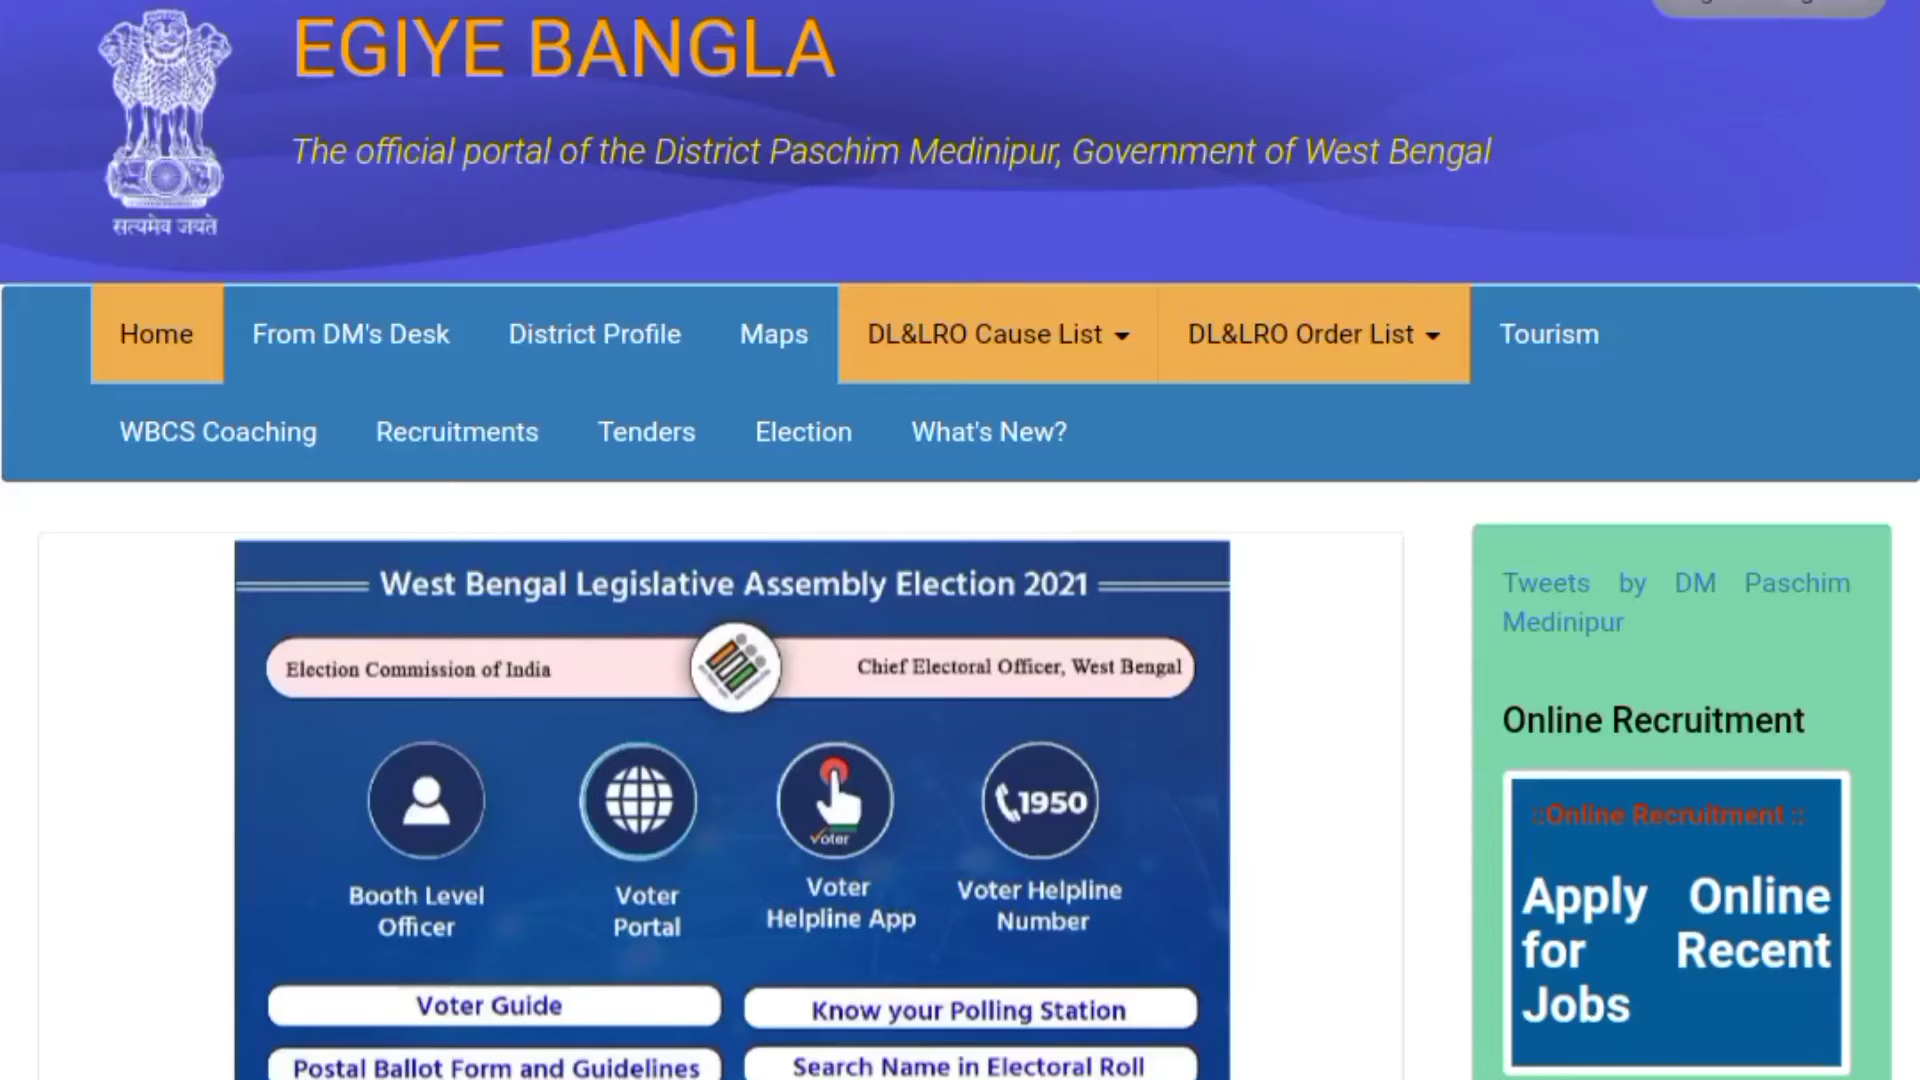 EGIYE BANGLA
The official portal of the District Paschim Medinipur, Government of West Bengal
सत्यमेव जयते
Home From DM's Desk District Profile Maps DL&LRO Cause List DL&LRO Order List Tourism
WBCS Coaching Recruitments Tenders Election What's New?
West Bengal Legislative Assembly Election 2021
Election Commission of India Chief Electoral Officer, West Bengal
1950
Voter
Booth Level
Officer
Voter
Portal
Voter
Helpline App
Voter Helpline
Number
Voter Guide
Know your Polling Station
Postal Ballot Form and Guidelines
Search Name in Electoral Roll
Tweets by DM Paschim
Medinipur
Online Recruitment
::Online Recruitment ::
Apply Online
for Recent
Jobs